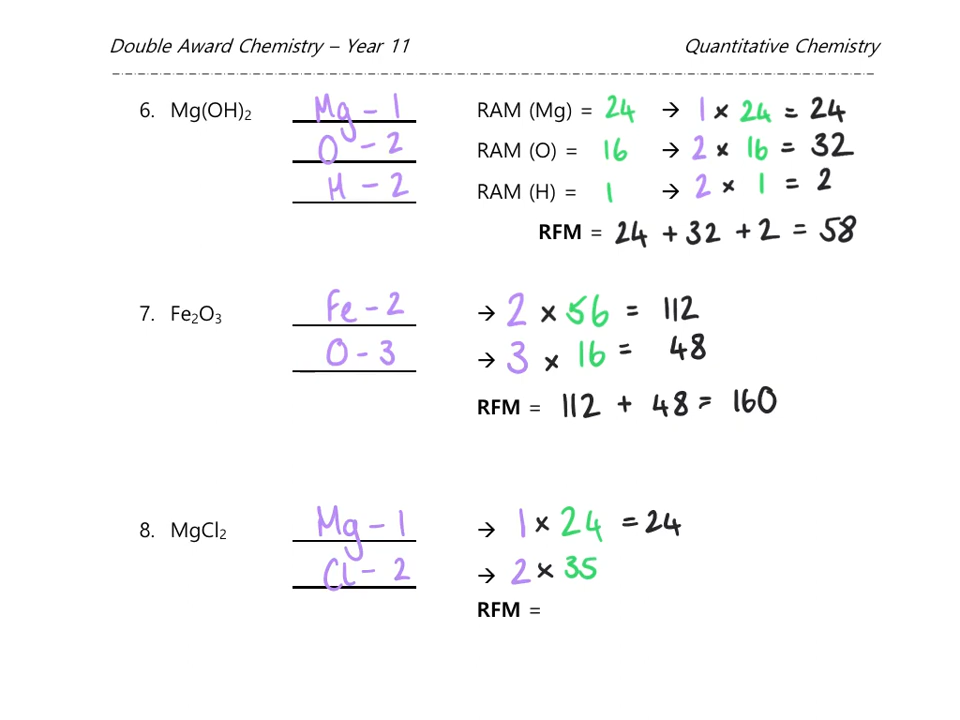 Double Award Chemistry – Year 11 Quantitative Chemistry
6. Mg(OH)₂ Mg - 1 RAM (Mg) = 24 → 1 × 24 = 24
O - 2 RAM (O) = 16 → 2 × 16 = 32
H - 2 RAM (H) = 1 → 2 × 1 = 2
RFM = 24 + 32 + 2 = 58
7. Fe₂O₃ Fe - 2 → 2 × 56 = 112
O - 3 → 3 × 16 = 48
RFM = 112 + 48 = 160
8. MgCl₂ Mg - 1 → 1 × 24 = 24
Cl - 2 → 2 × 35
RFM =